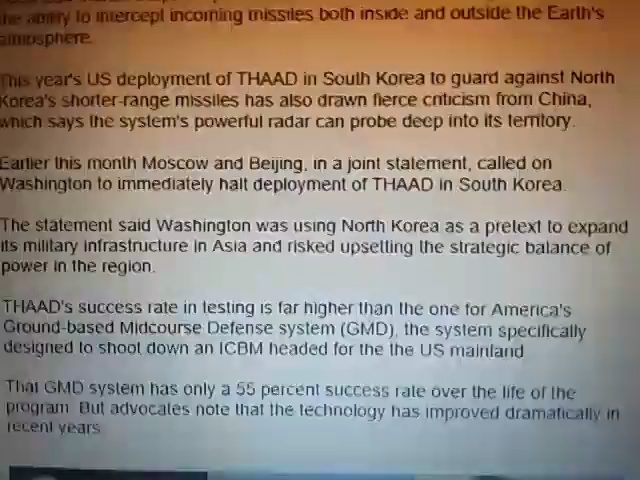 the ability to intercept incoming missiles both inside and outside the Earth's
atmosphere.
This year's US deployment of THAAD in South Korea to guard against North
Korea's shorter-range missiles has also drawn fierce criticism from China,
which says the system's powerful radar can probe deep into its territory.
Earlier this month Moscow and Beijing, in a joint statement, called on
Washington to immediately halt deployment of THAAD in South Korea.
The statement said Washington was using North Korea as a pretext to expand
its military infrastructure in Asia and risked upsetting the strategic balance of
power in the region.
THAAD's success rate in testing is far higher than the one for America's
Ground-based Midcourse Defense system (GMD), the system specifically
designed to shoot down an ICBM headed for the the US mainland.
That GMD system has only a 55 percent success rate over the life of the
program. But advocates note that the technology has improved dramatically in
recent years.